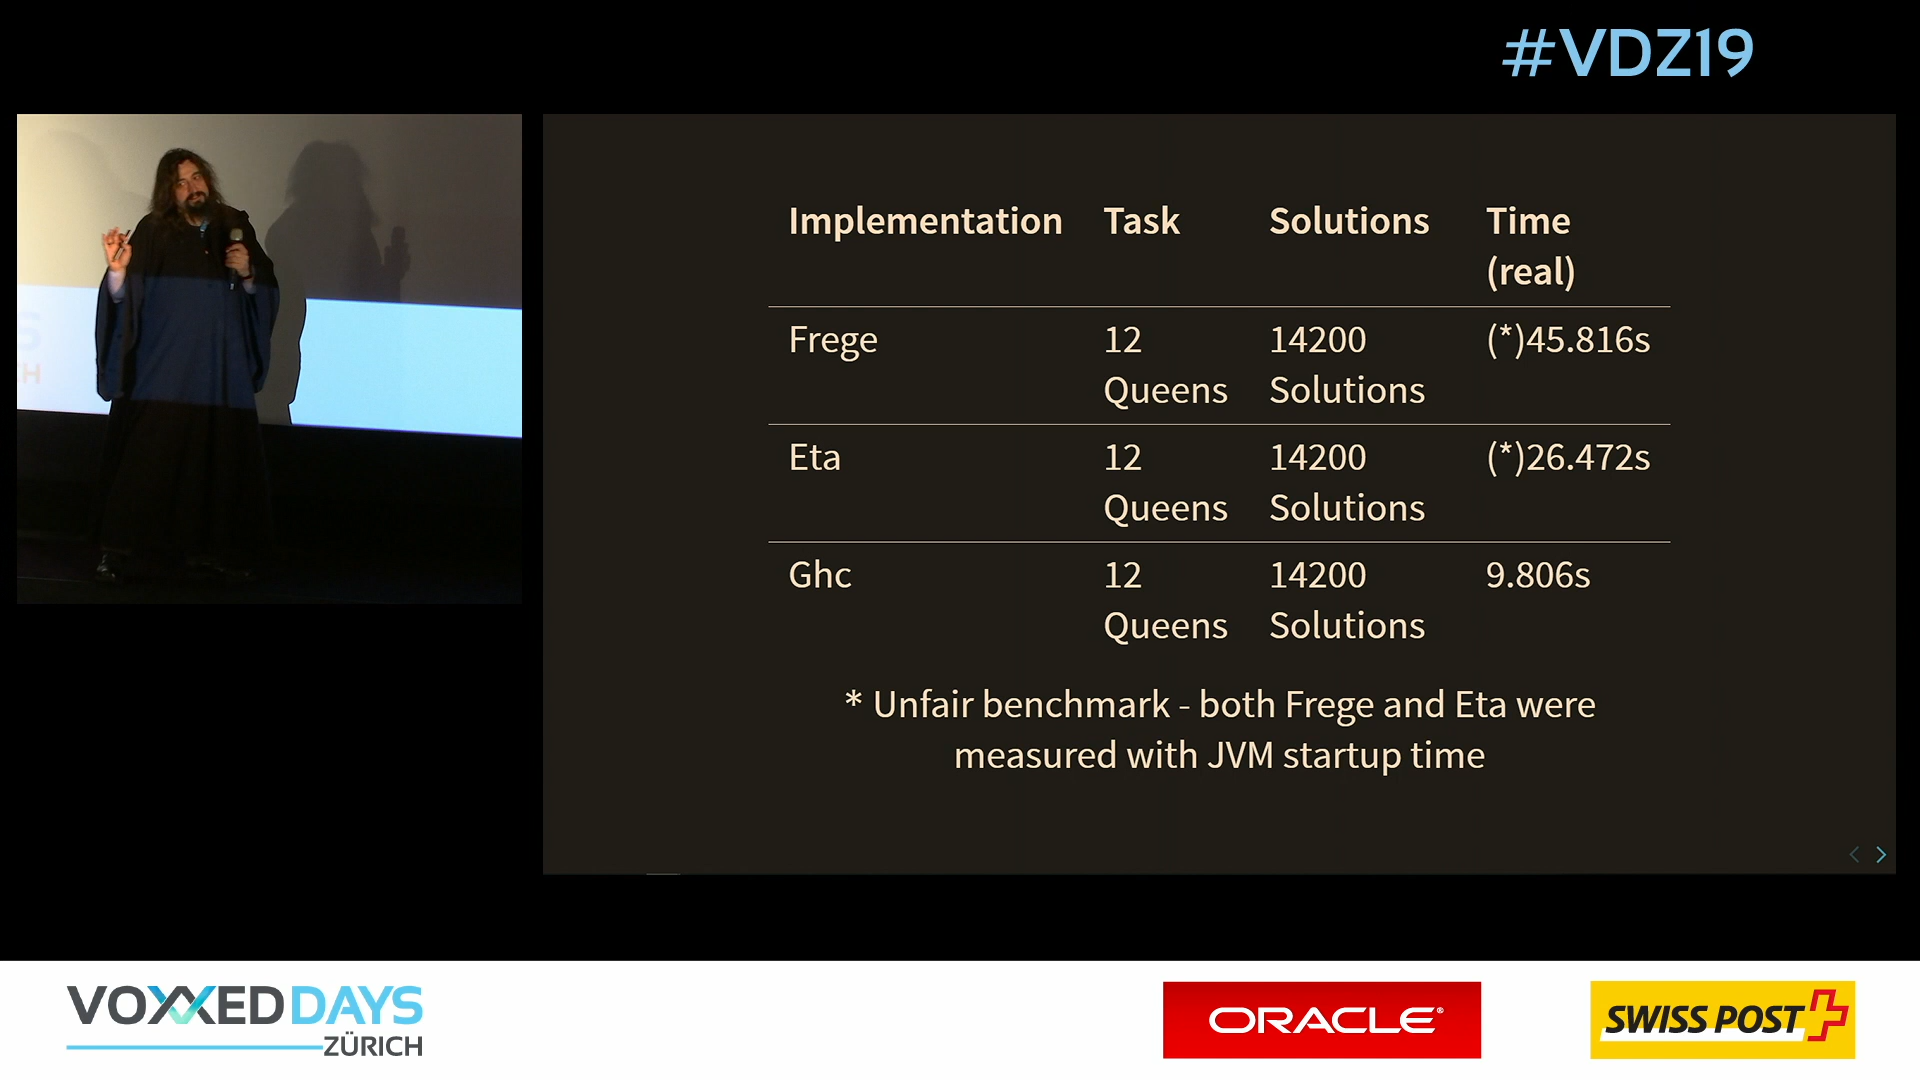 #VDZ19
Implementation Task Solutions Time
(real)
Frege 12 14200 (*)45.816s
Queens Solutions
Eta 12 14200 (*)26.472s
Queens Solutions
Ghc 12 14200 9.806s
Queens Solutions
* Unfair benchmark - both Frege and Eta were
measured with JVM startup time
VOXXED DAYS
ZÜRICH
ORACLE®
SWISS POST